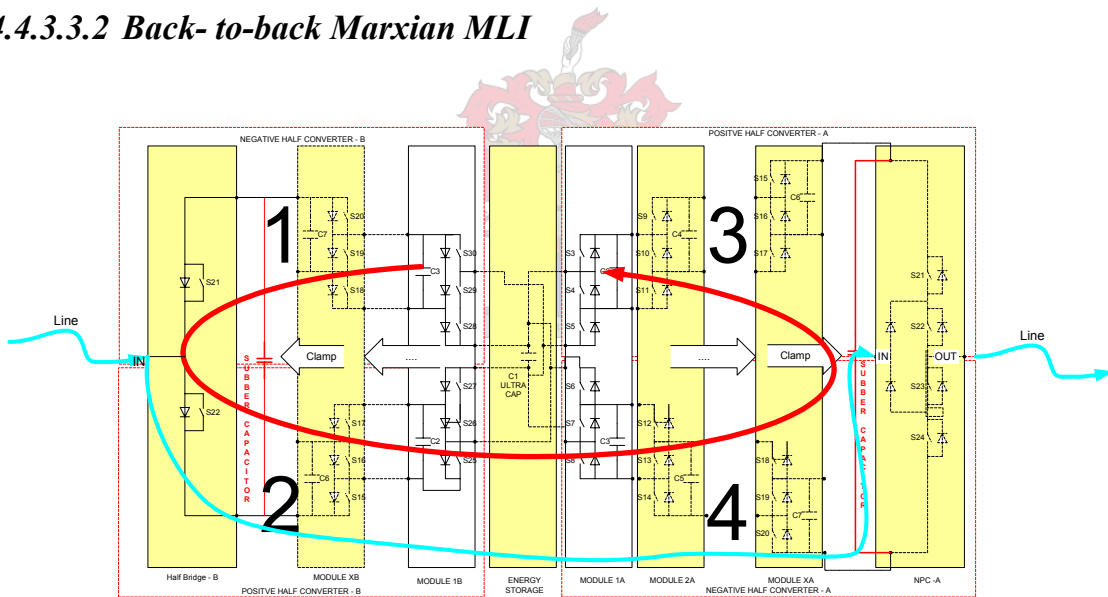 4.4.3.3.2 Back- to-back Marxian MLI
NEGATIVE HALF CONVERTER - B
POSITVE HALF CONVERTER - A
1
2
3
4
Line
IN
S21
S22
SUBBER CAPACITOR
C7
S20
S19
S18
Clamp
S17
S16
S15
C6
C3
S30
S29
S28
....
S27
S26
S25
C2
C1
ULTRA
CAP
S3
S4
S5
S6
S7
S8
C3
S9
S10
S11
C4
....
S12
S13
S14
C5
S15
S16
S17
C6
Clamp
S18
S19
S20
C7
SUBBER CAPACTOR
IN
OUT
S21
S22
S23
S24
Line
Half Bridge - B
MODULE XB
MODULE 1B
ENERGY
STORAGE
MODULE 1A
MODULE 2A
MODULE XA
NPC -A
POSITVE HALF CONVERTER - B
NEGATIVE HALF CONVERTER - A